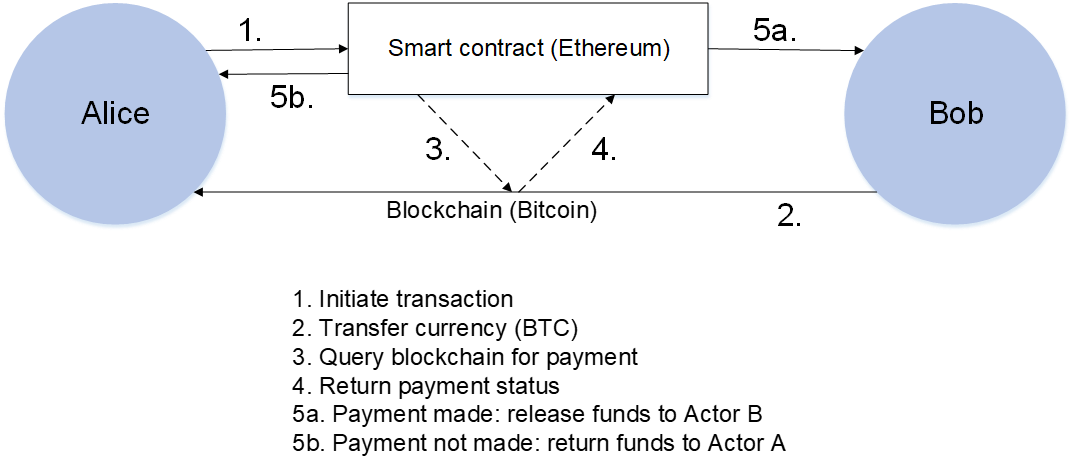 1.
Smart contract (Ethereum)
5a.
Alice
5b.
Bob
3.
4.
Blockchain (Bitcoin)
2.
1. Initiate transaction
2. Transfer currency (BTC)
3. Query blockchain for payment
4. Return payment status
5a. Payment made: release funds to Actor B
5b. Payment not made: return funds to Actor A